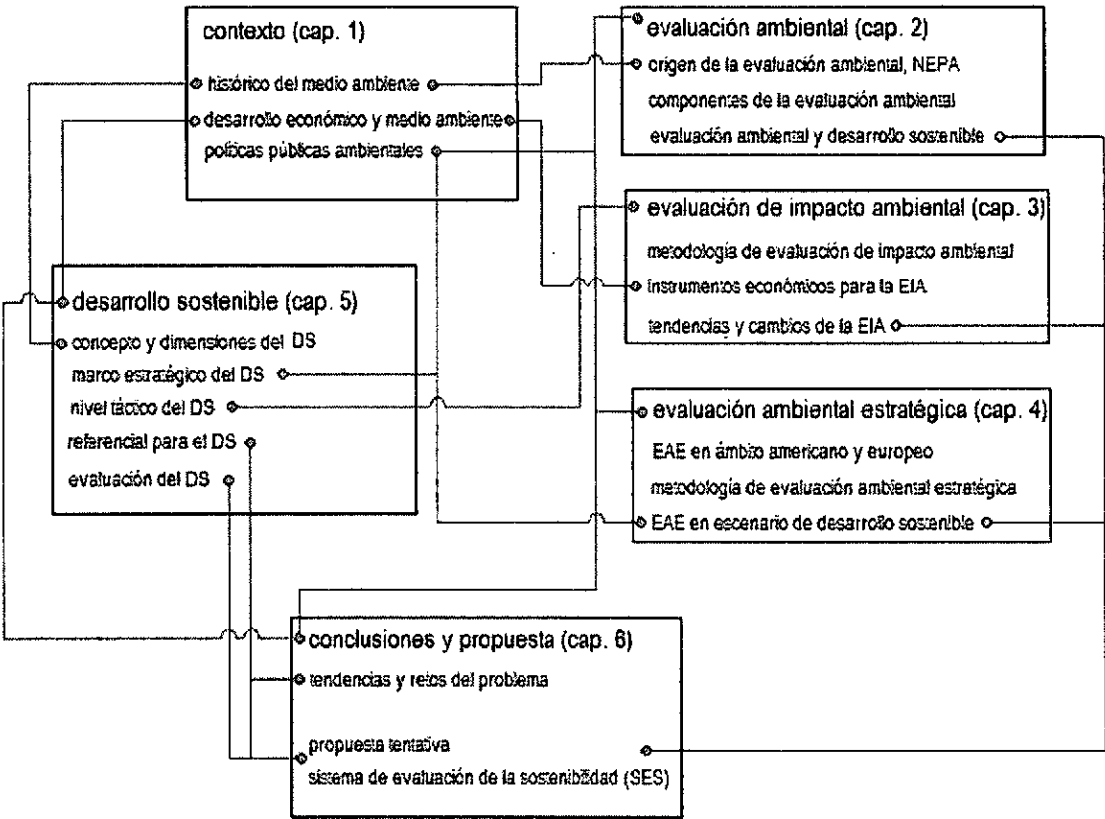 contexto (cap. 1)
histórico del medio ambiente
desarrollo económico y medio ambiente
políticas públicas ambientales
evaluación ambiental (cap. 2)
origen de la evaluación ambiental, NEPA
componentes de la evaluación ambiental
evaluación ambiental y desarrollo sostenible
evaluación de impacto ambiental (cap. 3)
metodología de evaluación de impacto ambiental
instrumentos económicos para la EIA
tendencias y cambios de la EIA
desarrollo sostenible (cap. 5)
concepto y dimensiones del DS
marco estratégico del DS
nivel táctico del DS
referencial para el DS
evaluación del DS
evaluación ambiental estratégica (cap. 4)
EAE en ámbito americano y europeo
metodología de evaluación ambiental estratégica
EAE en escenario de desarrollo sostenible
conclusiones y propuesta (cap. 6)
tendencias y retos del problema
propuesta tentativa
sistema de evaluación de la sostenibilidad (SES)